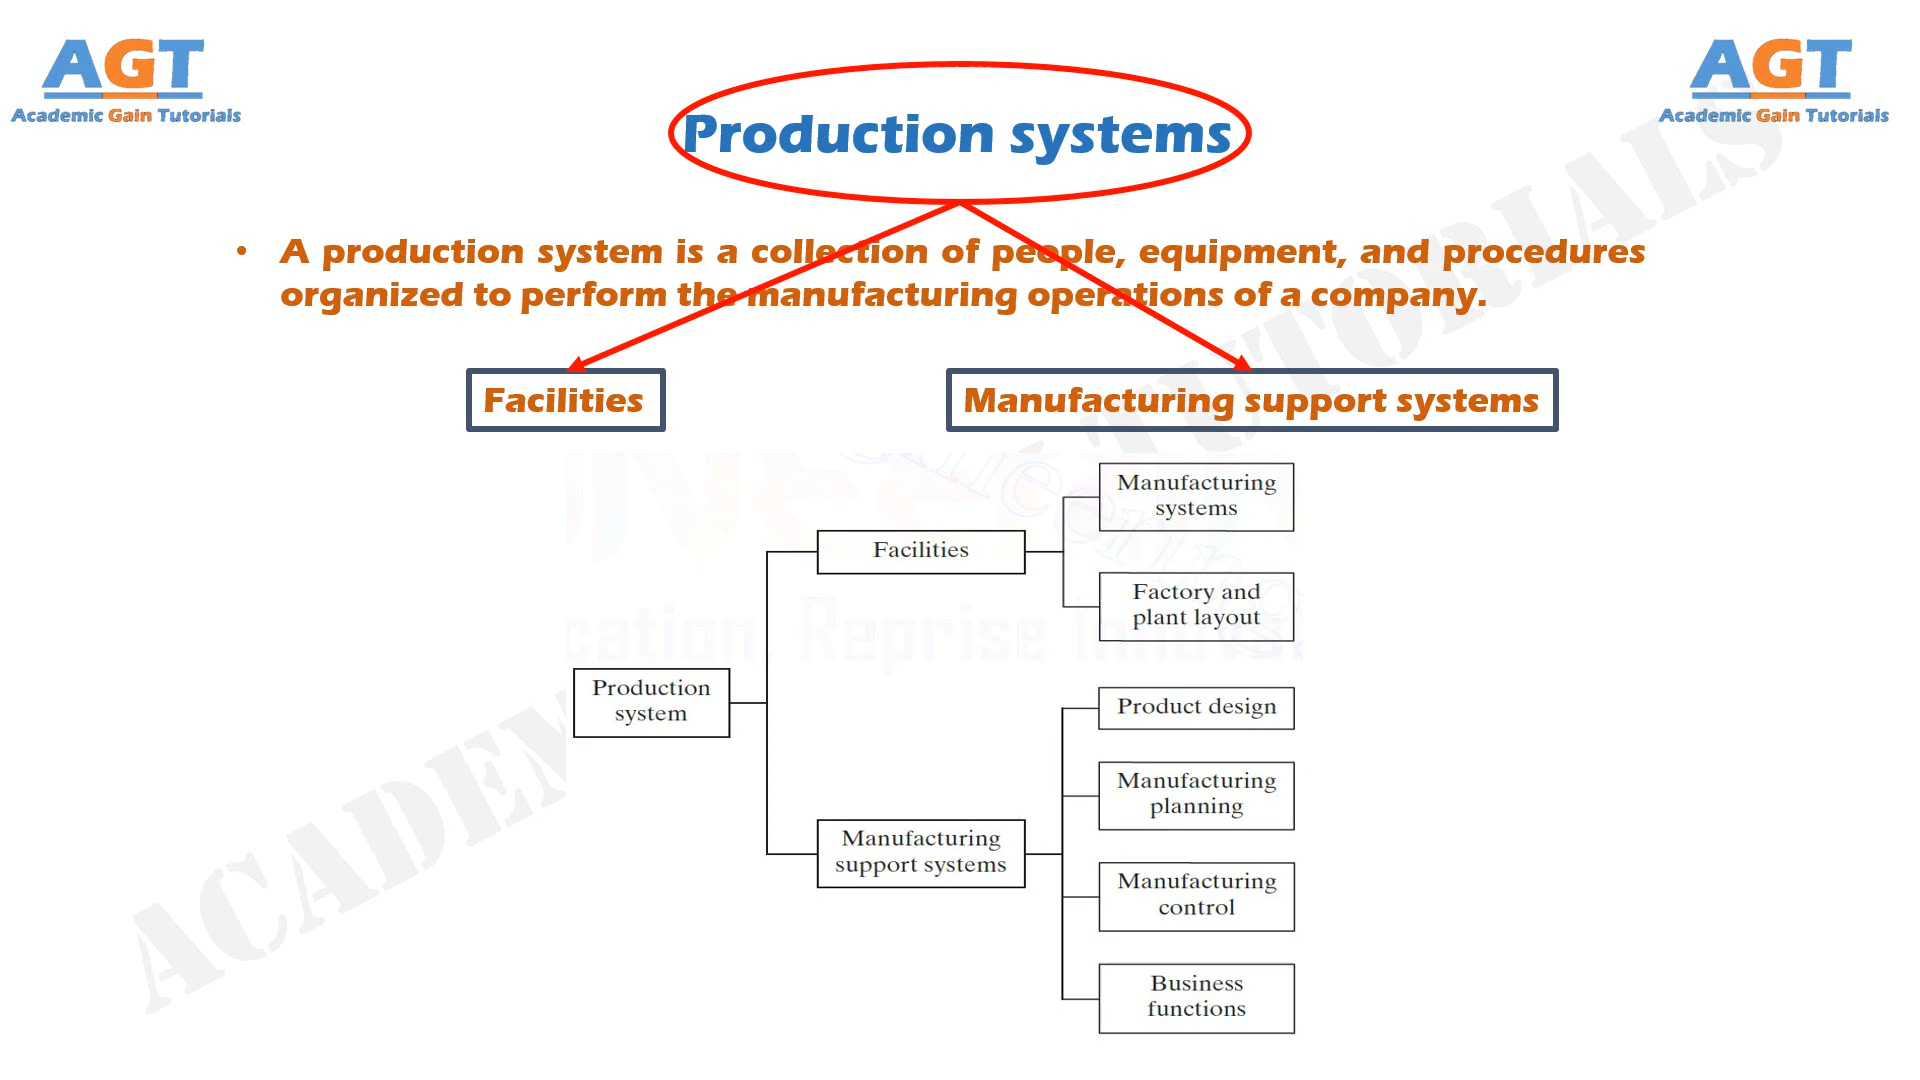 AGT
Academic Gain Tutorials
AGT
Academic Gain Tutorials
Production systems
• A production system is a collection of people, equipment, and procedures
organized to perform the manufacturing operations of a company.
Facilities
Manufacturing support systems
Manufacturing
systems
Facilities
Factory and
plant layout
Production
system
Product design
Manufacturing
planning
Manufacturing
support systems
Manufacturing
control
Business
functions
TUTORIALS
Reprise